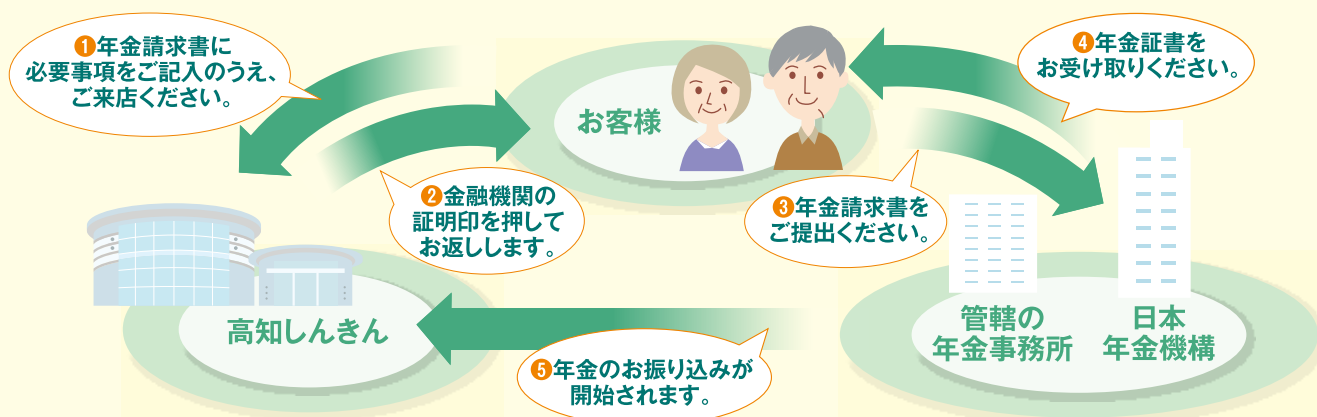 ❶年金請求書に
必要事項をご記入のうえ、
ご来店ください。
❷金融機関の
証明印を押して
お返しします。
お客様
❸年金請求書を
ご提出ください。
❹年金証書を
お受け取りください。
高知しんきん
❺年金のお振り込みが
開始されます。
管轄の
年金事務所
日本
年金機構